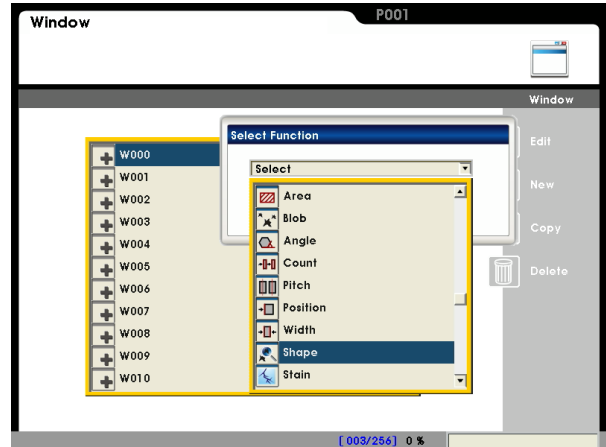 Window
P001
Window
Select Function
Edit
W000
Select
W001
New
W002
Area
W003
Blob
Copy
W004
Angle
W005
Count
Delete
W006
Pitch
W007
Position
W008
Width
W009
Shape
W010
Stain
[003/256] 0 %